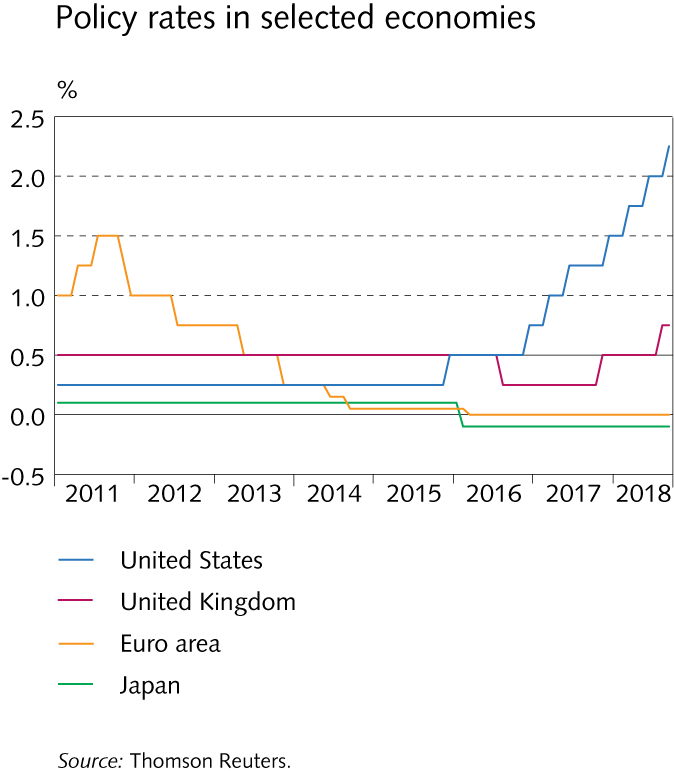 Policy rates in selected economies
%
2.5
2.0
1.5
1.0
0.5
0.0
-0.5
2011 2012 2013 2014 2015 2016 2017 2018
United States
United Kingdom
Euro area
Japan
Source: Thomson Reuters.